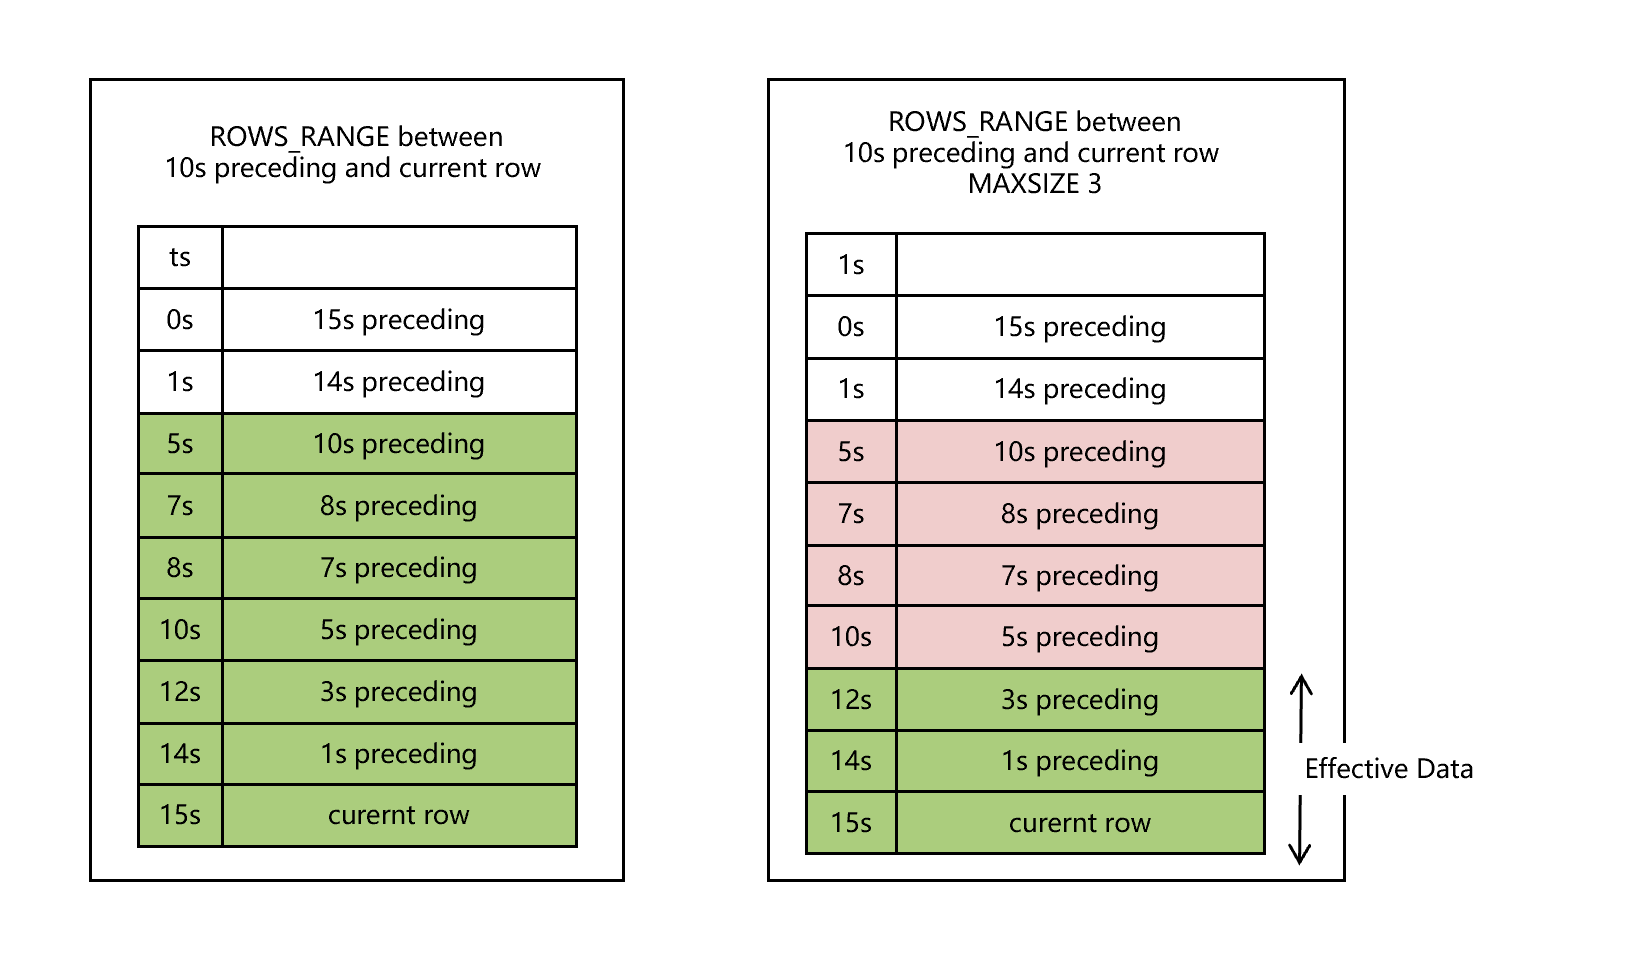 ROWS_RANGE between
10s preceding and current row
ts
0s 15s preceding
1s 14s preceding
5s 10s preceding
7s 8s preceding
8s 7s preceding
10s 5s preceding
12s 3s preceding
14s 1s preceding
15s curernt row
ROWS_RANGE between
10s preceding and current row
MAXSIZE 3
1s
0s 15s preceding
1s 14s preceding
5s 10s preceding
7s 8s preceding
8s 7s preceding
10s 5s preceding
12s 3s preceding
14s 1s preceding
15s curernt row
Effective Data